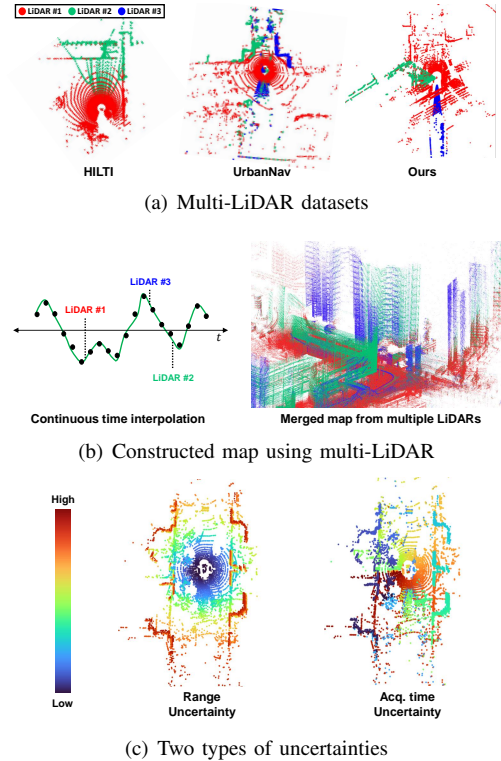 LiDAR #1 LiDAR #2 LiDAR #3
HILTI UrbanNav Ours
(a) Multi-LiDAR datasets
LiDAR #3
LiDAR #1
t
LiDAR #2
Continuous time interpolation Merged map from multiple LiDARs
(b) Constructed map using multi-LiDAR
High
Low
Range
Uncertainty
Acq. time
Uncertainty
(c) Two types of uncertainties